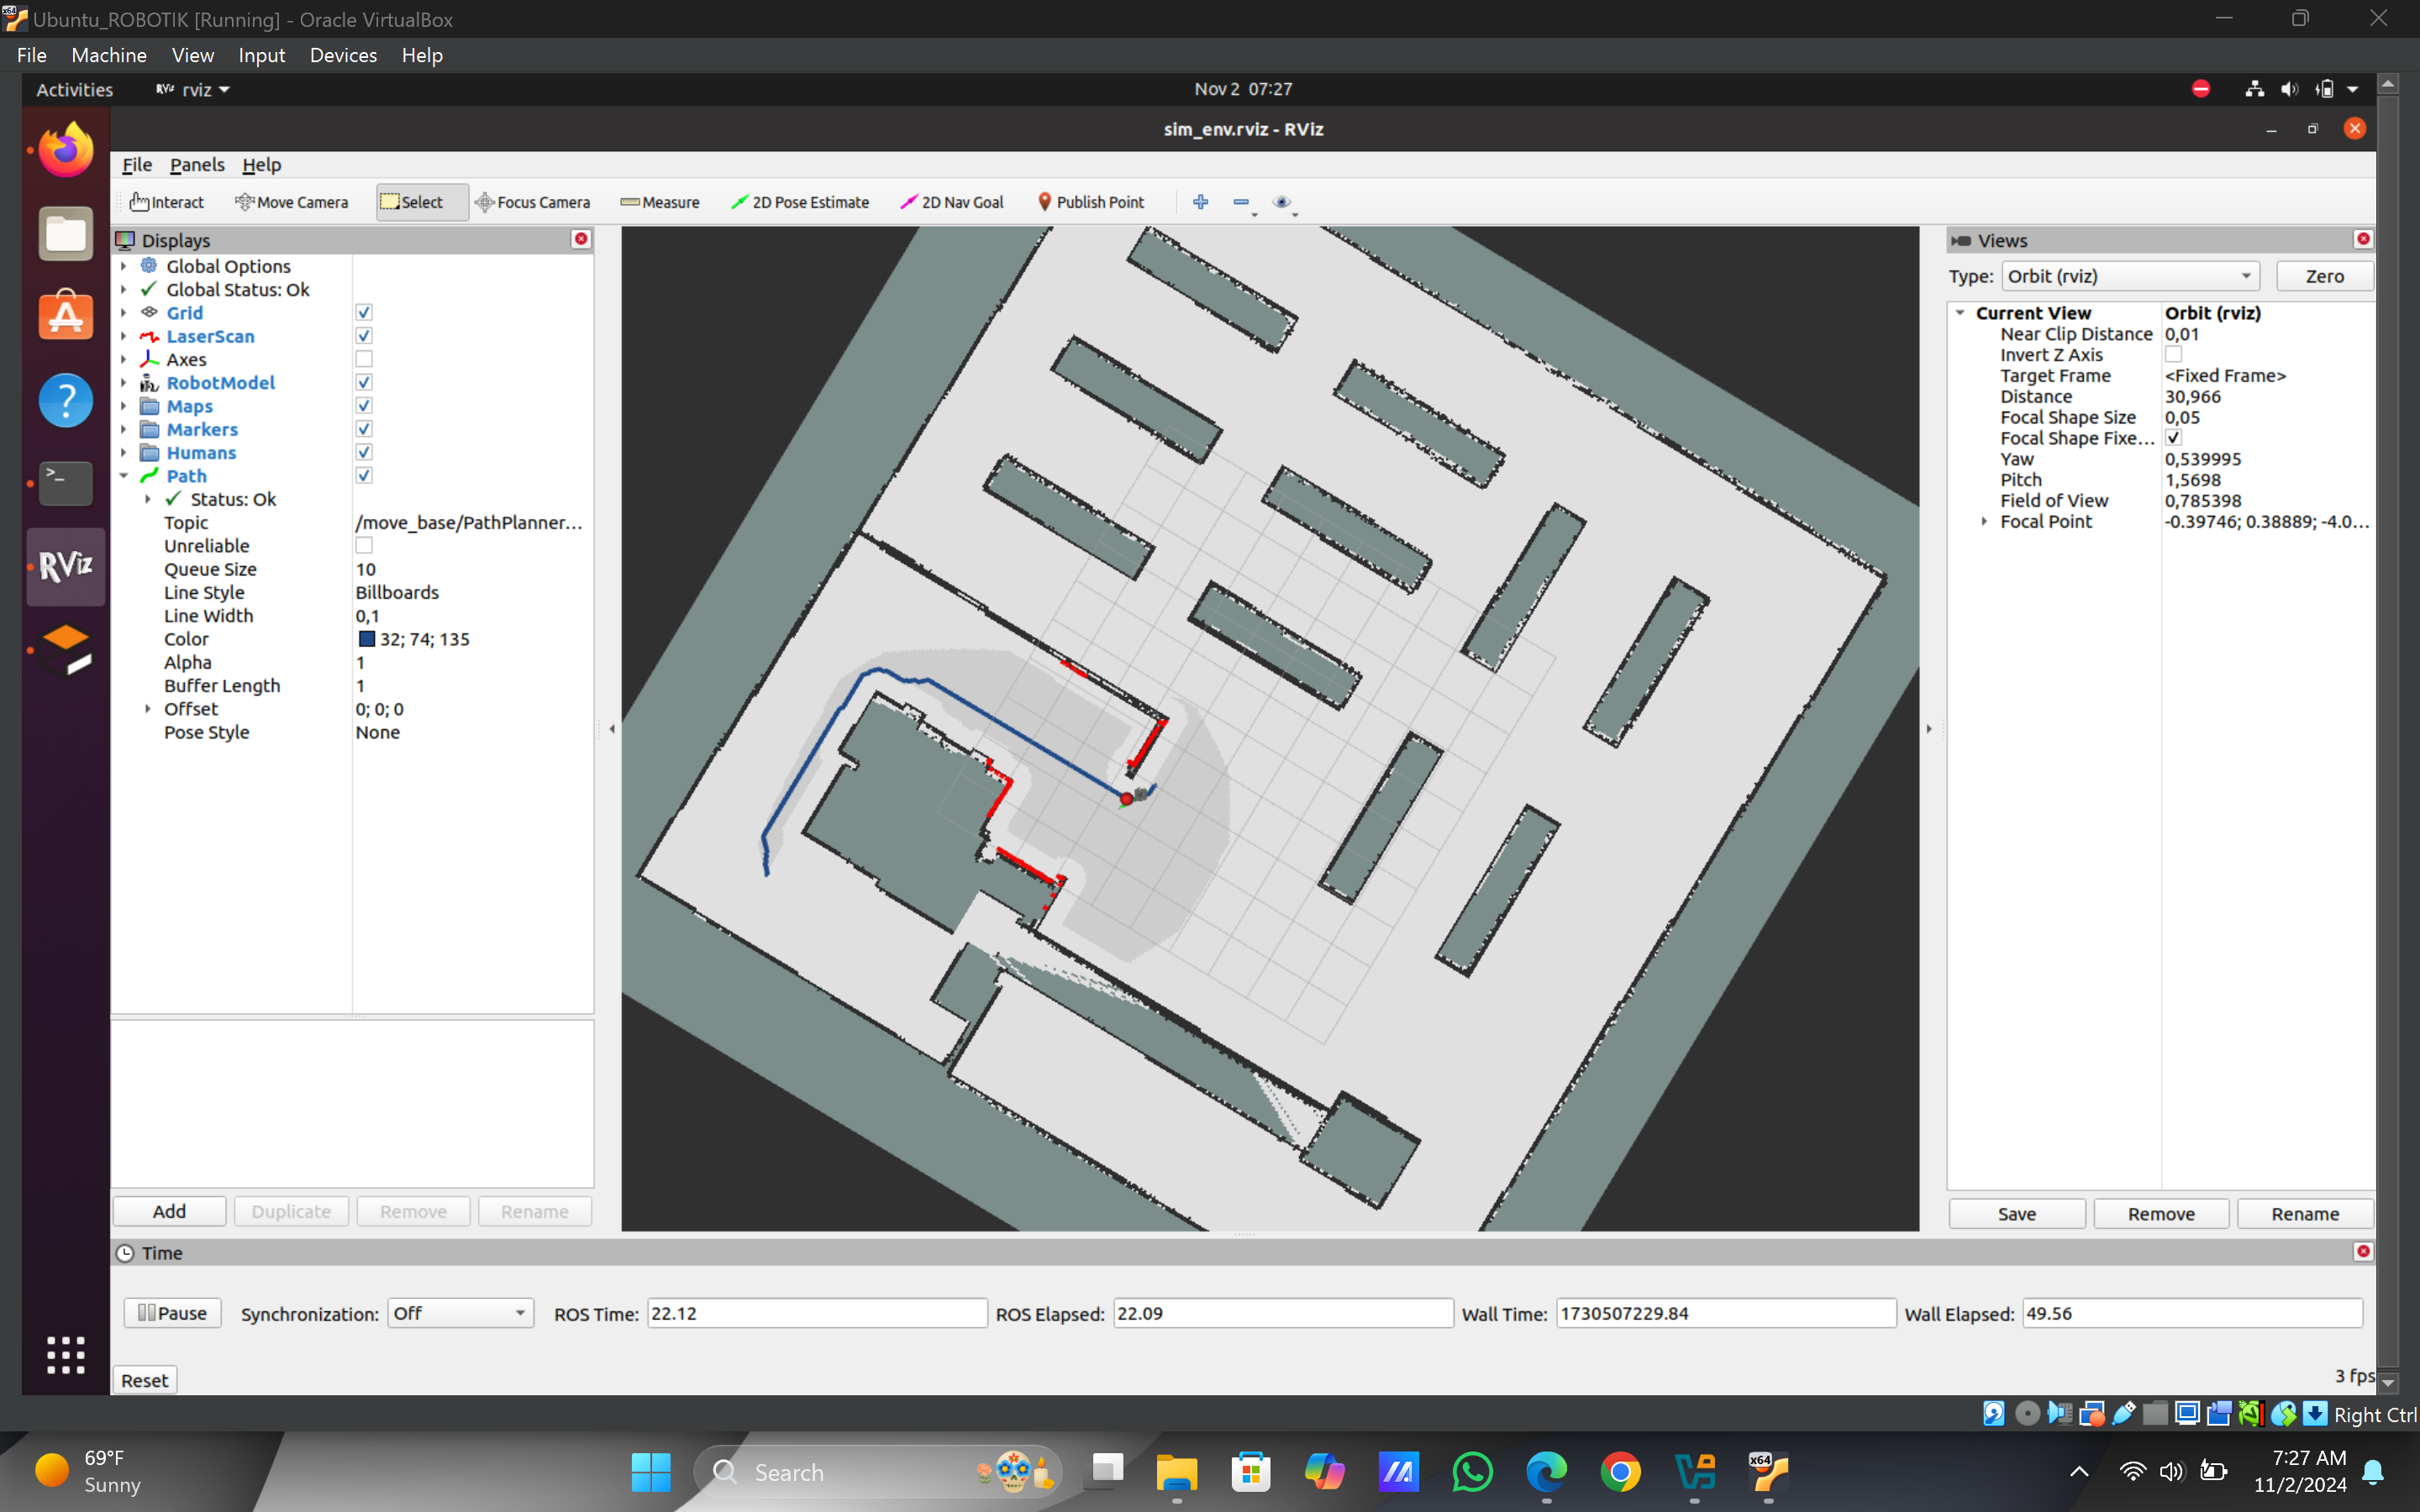 Ubuntu_ROBOTIK [Running] - Oracle VirtualBox
File Machine View Input Devices Help
Activities RViz rviz Nov 2 07:27
sim_env.rviz - RViz
File Panels Help
Interact Move Camera Select Focus Camera Measure 2D Pose Estimate 2D Nav Goal Publish Point
Displays
Global Options
Global Status: Ok
Grid
LaserScan
Axes
RobotModel
Maps
Markers
Humans
Path
Status: Ok
Topic /move_base/PathPlanner...
Unreliable
Queue Size 10
Line Style Billboards
Line Width 0,1
Color 32; 74; 135
Alpha 1
Buffer Length 1
Offset 0; 0; 0
Pose Style None
Add Duplicate Remove Rename
RViz
Views
Type: Orbit (rviz) Zero
Current View Orbit (rviz)
Near Clip Distance 0,01
Invert Z Axis
Target Frame <Fixed Frame>
Distance 30,966
Focal Shape Size 0,05
Focal Shape Fixe...
Yaw 0,539995
Pitch 1,5698
Field of View 0,785398
Focal Point -0.39746; 0.38889; -4.0...
Save Remove Rename
Time
Pause Synchronization: Off ROS Time: 22.12 ROS Elapsed: 22.09 Wall Time: 1730507229.84 Wall Elapsed: 49.56
Reset 3 fps
Right Ctrl
69°F
Sunny
Search
x64
7:27 AM
11/2/2024